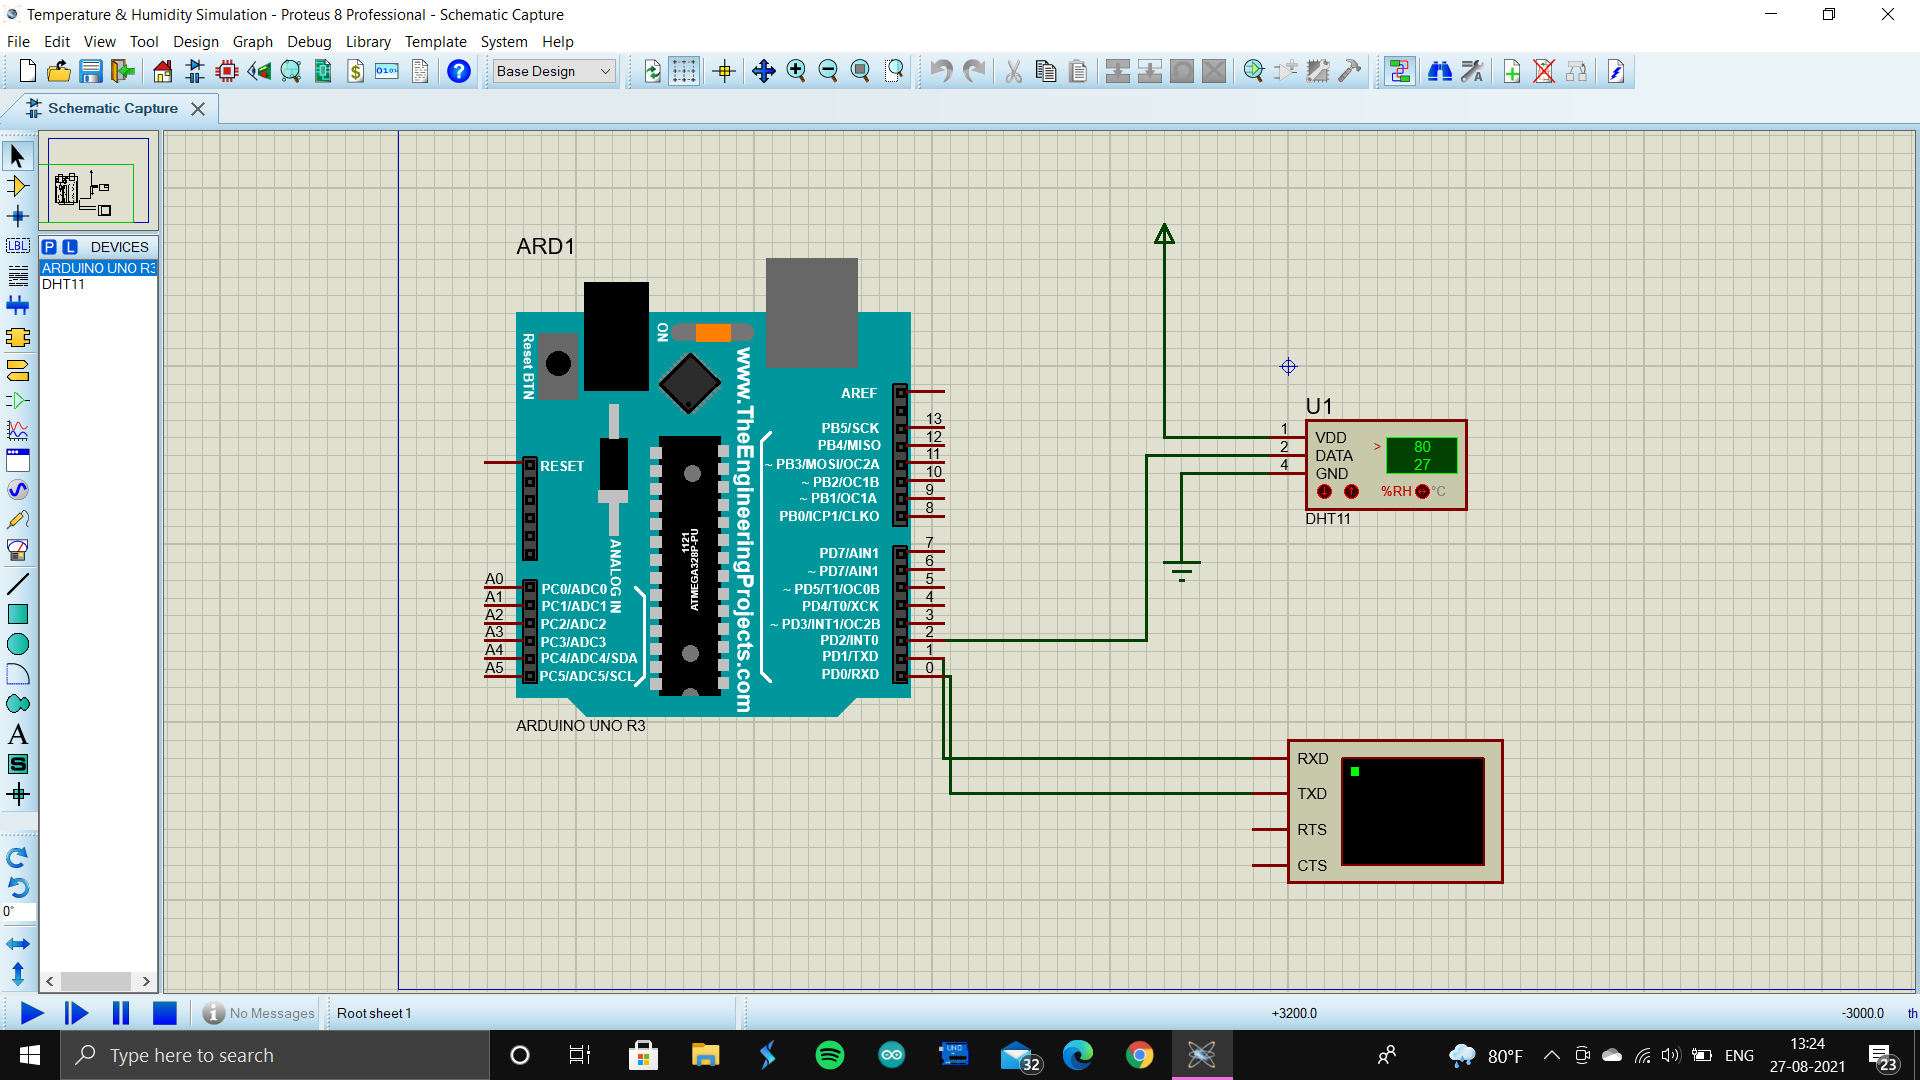 Temperature & Humidity Simulation - Proteus 8 Professional - Schematic Capture
File Edit View Tool Design Graph Debug Library Template System Help
Base Design
Schematic Capture
P L DEVICES
ARDUINO UNO R3
DHT11
LBL
A
S
0°
ARD1
Reset BTN
ON
www.TheEngineeringProjects.com
1121
ATMEGA328P-PU
ANALOG IN
RESET
A0 PC0/ADC0
A1 PC1/ADC1
A2 PC2/ADC2
A3 PC3/ADC3
A4 PC4/ADC4/SDA
A5 PC5/ADC5/SCL
AREF
PB5/SCK 13
PB4/MISO 12
~ PB3/MOSI/OC2A 11
~ PB2/OC1B 10
~ PB1/OC1A 9
PB0/ICP1/CLKO 8
PD7/AIN1 7
~ PD7/AIN1 6
~ PD5/T1/OC0B 5
PD4/T0/XCK 4
~ PD3/INT1/OC2B 3
PD2/INT0 2
PD1/TXD 1
PD0/RXD 0
ARDUINO UNO R3
U1
1 VDD
2 DATA
4 GND
> 80
27
%RH °C
DHT11
RXD
TXD
RTS
CTS
No Messages
Root sheet 1
+3200.0
-3000.0
th
Type here to search
UNO
32
80°F
ENG
13:24
27-08-2021
23